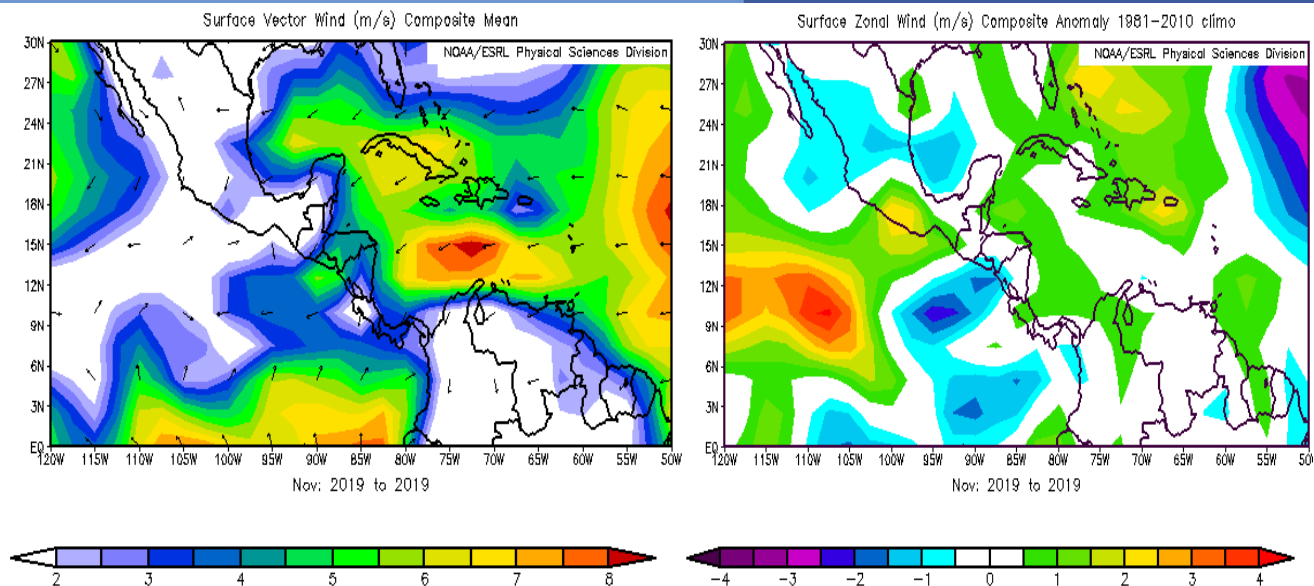 Surface Vector Wind (m/s) Composite Mean
NOAA/ESRL Physical Sciences Division
30N
27N
24N
21N
18N
15N
12N
9N
6N
3N
EQ
120W 115W 110W 105W 100W 95W 90W 85W 80W 75W 70W 65W 60W 55W 50W
Nov: 2019 to 2019
2 3 4 5 6 7 8
Surface Zonal Wind (m/s) Composite Anomaly 1981-2010 climo
NOAA/ESRL Physical Sciences Division
30N
27N
24N
21N
18N
15N
12N
9N
6N
3N
EQ
120W 115W 110W 105W 100W 95W 90W 85W 80W 75W 70W 65W 60W 55W 50W
Nov: 2019 to 2019
-4 -3 -2 -1 0 1 2 3 4